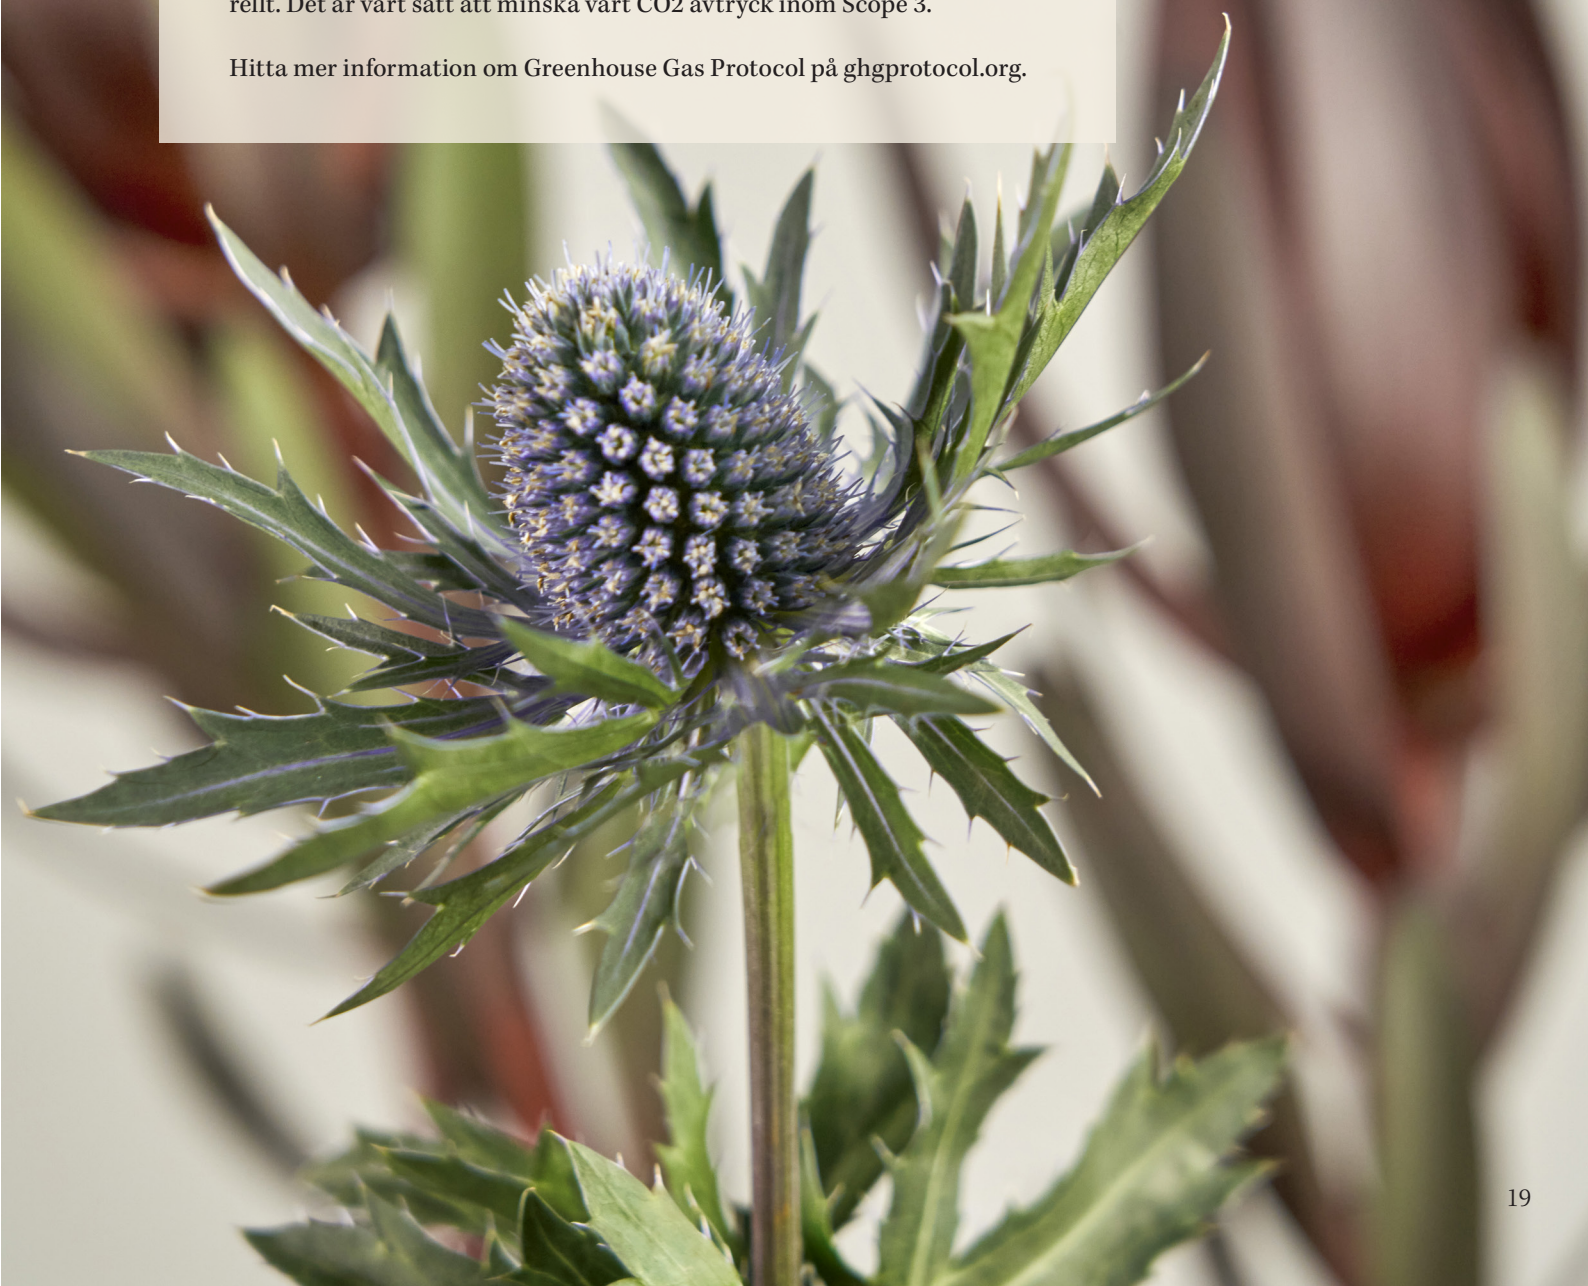 rellt. Det är vårt sätt att minska vårt CO2 avtryck inom Scope 3.
Hitta mer information om Greenhouse Gas Protocol på ghgprotocol.org.
19